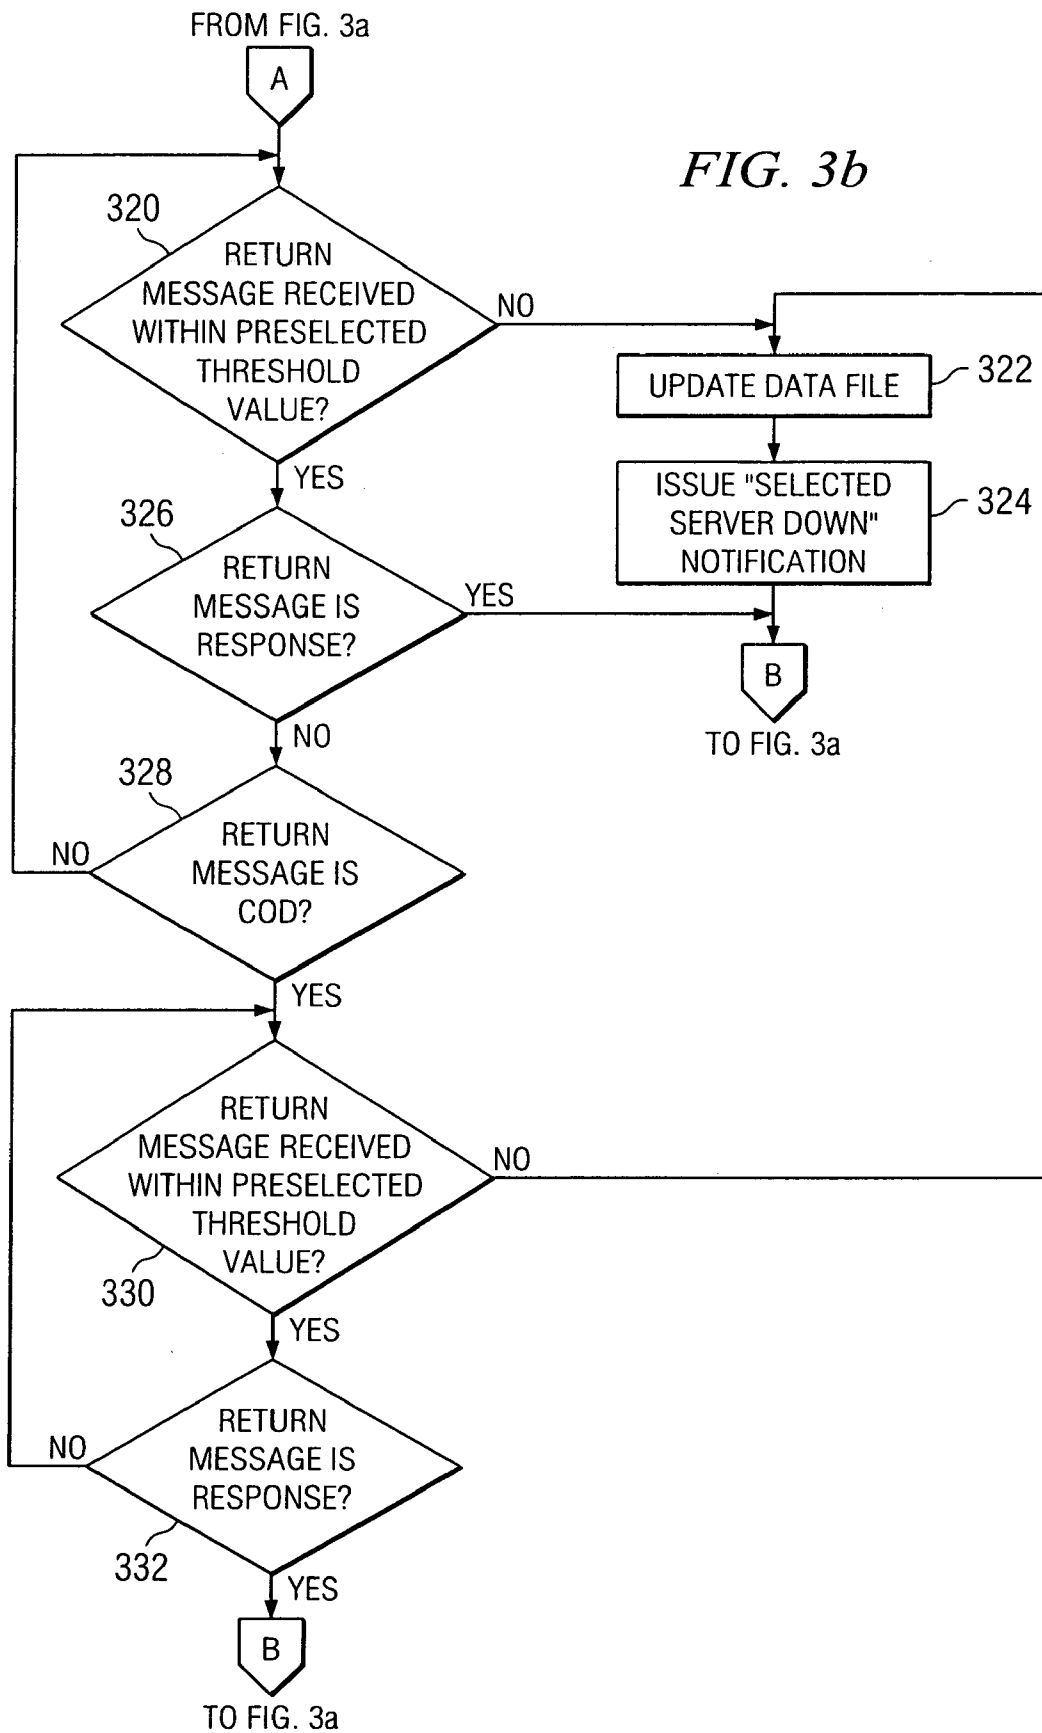 FROM FIG. 3a
A
FIG. 3b
320
RETURN
MESSAGE RECEIVED
WITHIN PRESELECTED
THRESHOLD
VALUE?
NO
YES
UPDATE DATA FILE
322
ISSUE "SELECTED
SERVER DOWN"
NOTIFICATION
324
326
RETURN
MESSAGE IS
RESPONSE?
YES
NO
B
TO FIG. 3a
328
RETURN
MESSAGE IS
COD?
NO
YES
RETURN
MESSAGE RECEIVED
WITHIN PRESELECTED
THRESHOLD
VALUE?
NO
330
YES
RETURN
MESSAGE IS
RESPONSE?
NO
332
YES
B
TO FIG. 3a